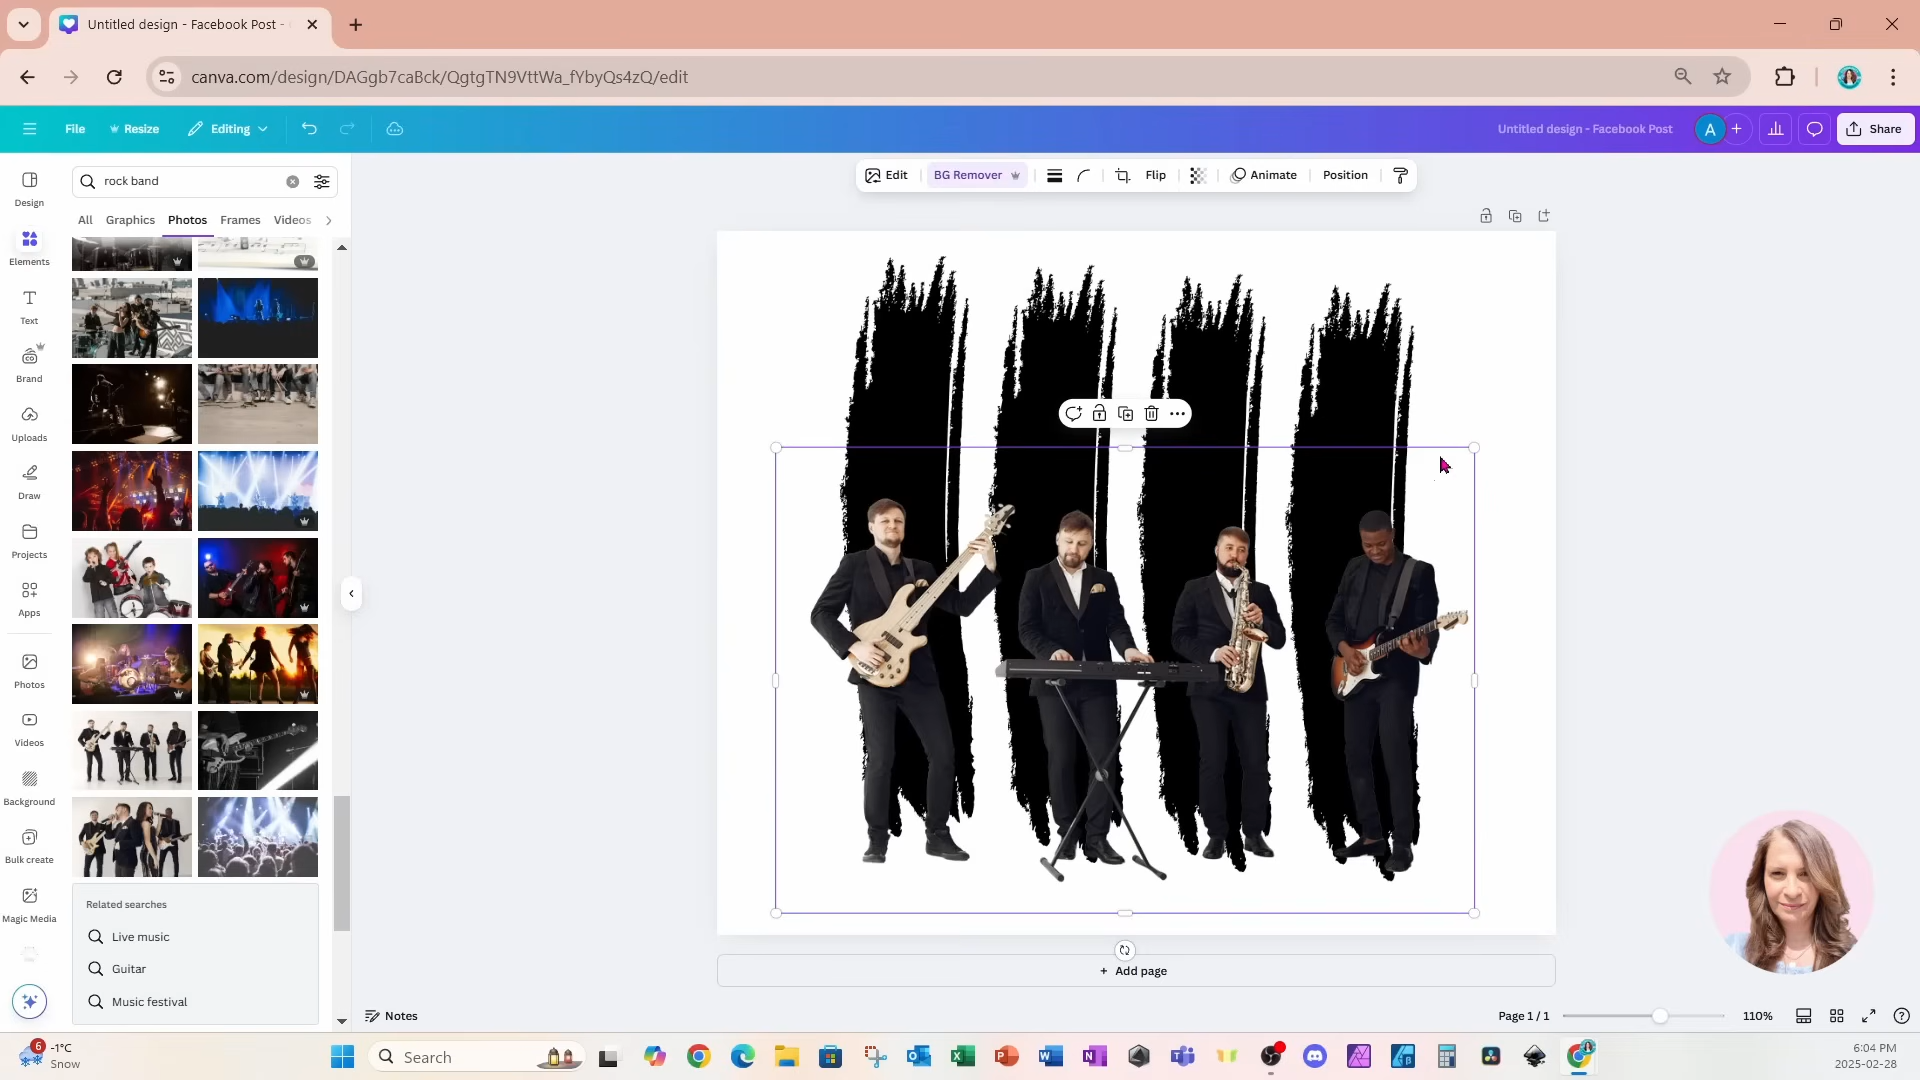 Untitled design - Facebook Post -
canva.com/design/DAGgb7caBck/QgtgTN9VttWa_fYbyQs4zQ/edit
File
Resize
Editing
Untitled design - Facebook Post
A
Share
Design
Elements
Text
Brand
Uploads
Draw
Projects
Apps
Photos
Videos
Background
Bulk create
Magic Media
rock band
All
Graphics
Photos
Frames
Videos
Related searches
Live music
Guitar
Music festival
Edit
BG Remover
Flip
Animate
Position
+ Add page
Notes
Page 1 / 1
110%
6
-1°C
Snow
Search
6:04 PM
2025-02-28